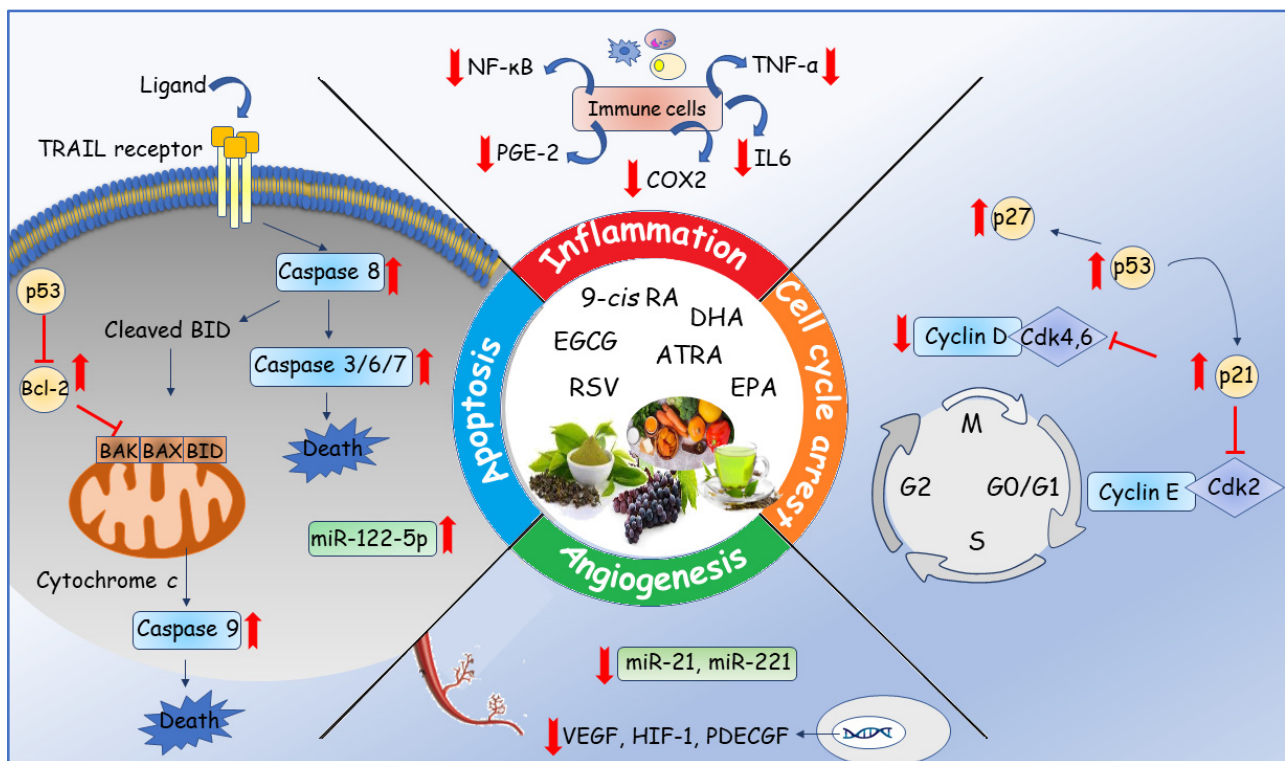 Ligand
TRAIL receptor
Caspase 8
p53
Cleaved BID
Bcl-2
Caspase 3/6/7
Death
BAK BAX BID
miR-122-5p
Cytochrome c
Caspase 9
Death
NF-κB
TNF-α
Immune cells
PGE-2
IL6
COX2
Inflammation
Cell cycle arrest
Angiogenesis
Apoptosis
9-cis RA
DHA
EGCG
ATRA
RSV
EPA
p27
p53
Cyclin D
Cdk4,6
p21
M
G2
G0/G1
S
Cyclin E
Cdk2
miR-21, miR-221
VEGF, HIF-1, PDECGF